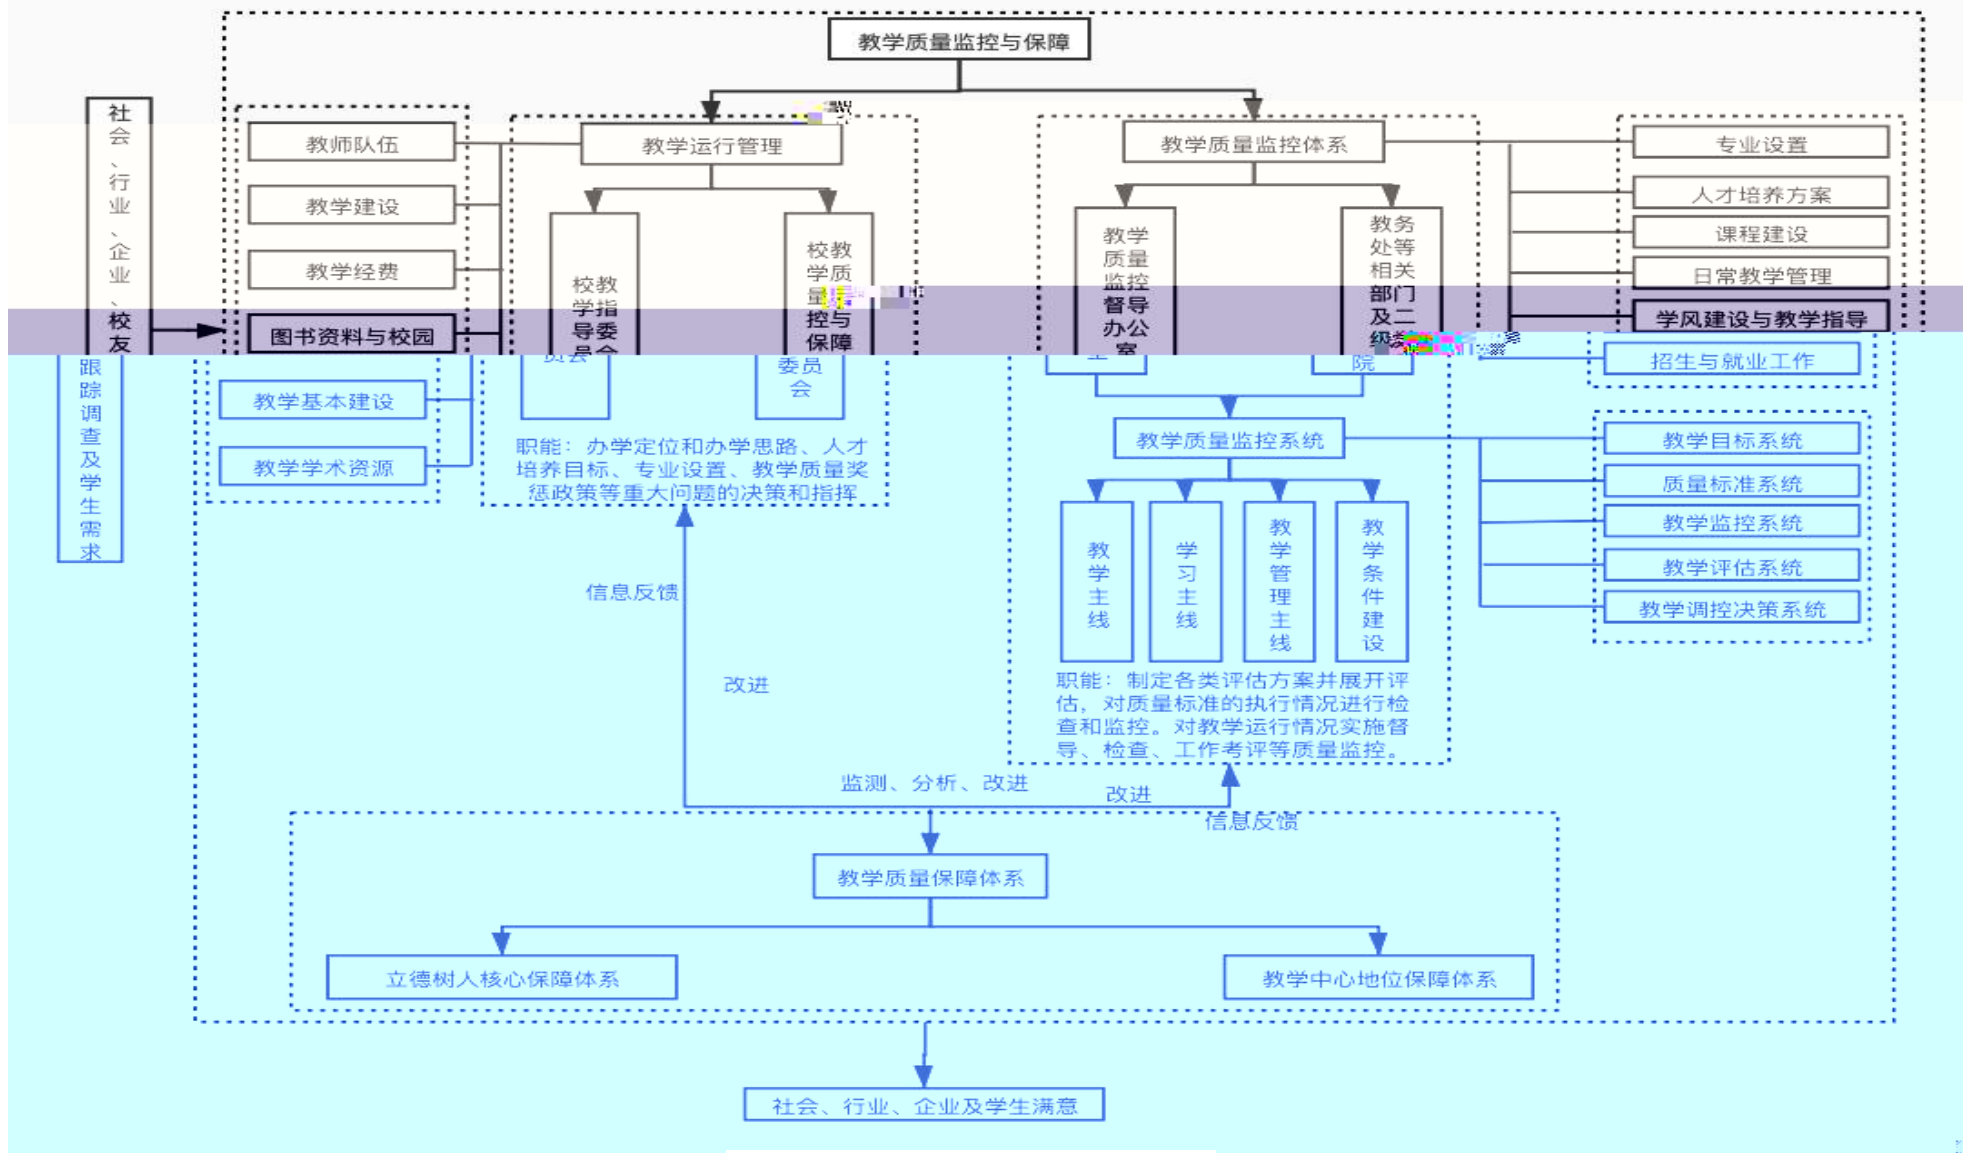 教学质量监控与保障
社会、行业、企业、校友跟踪调查及学生需求
教师队伍
教学建设
教学经费
图书资料与校园
教学基本建设
教学学术资源
教学运行管理
校教
学指
导委
员会
校教
学质
量
控与
保障
委员
会
职能：办学定位和办学思路、人才
培养目标、专业设置、教学质量奖
惩政策等重大问题的决策和指挥
教学质量监控体系
教学
质量
监控
督导
办公
室
教务
处等
相关
部门
及二
级
院
教学质量监控系统
教学主线
学习主线
教学管理主线
教学条件建设
职能：制定各类评估方案并展开评
估，对质量标准的执行情况进行检
查和监控。对教学运行情况实施督
导、检查、工作考评等质量监控。
专业设置
人才培养方案
课程建设
日常教学管理
学风建设与教学指导
招生与就业工作
教学目标系统
质量标准系统
教学监控系统
教学评估系统
教学调控决策系统
信息反馈
改进
监测、分析、改进
改进
信息反馈
教学质量保障体系
立德树人核心保障体系
教学中心地位保障体系
社会、行业、企业及学生满意